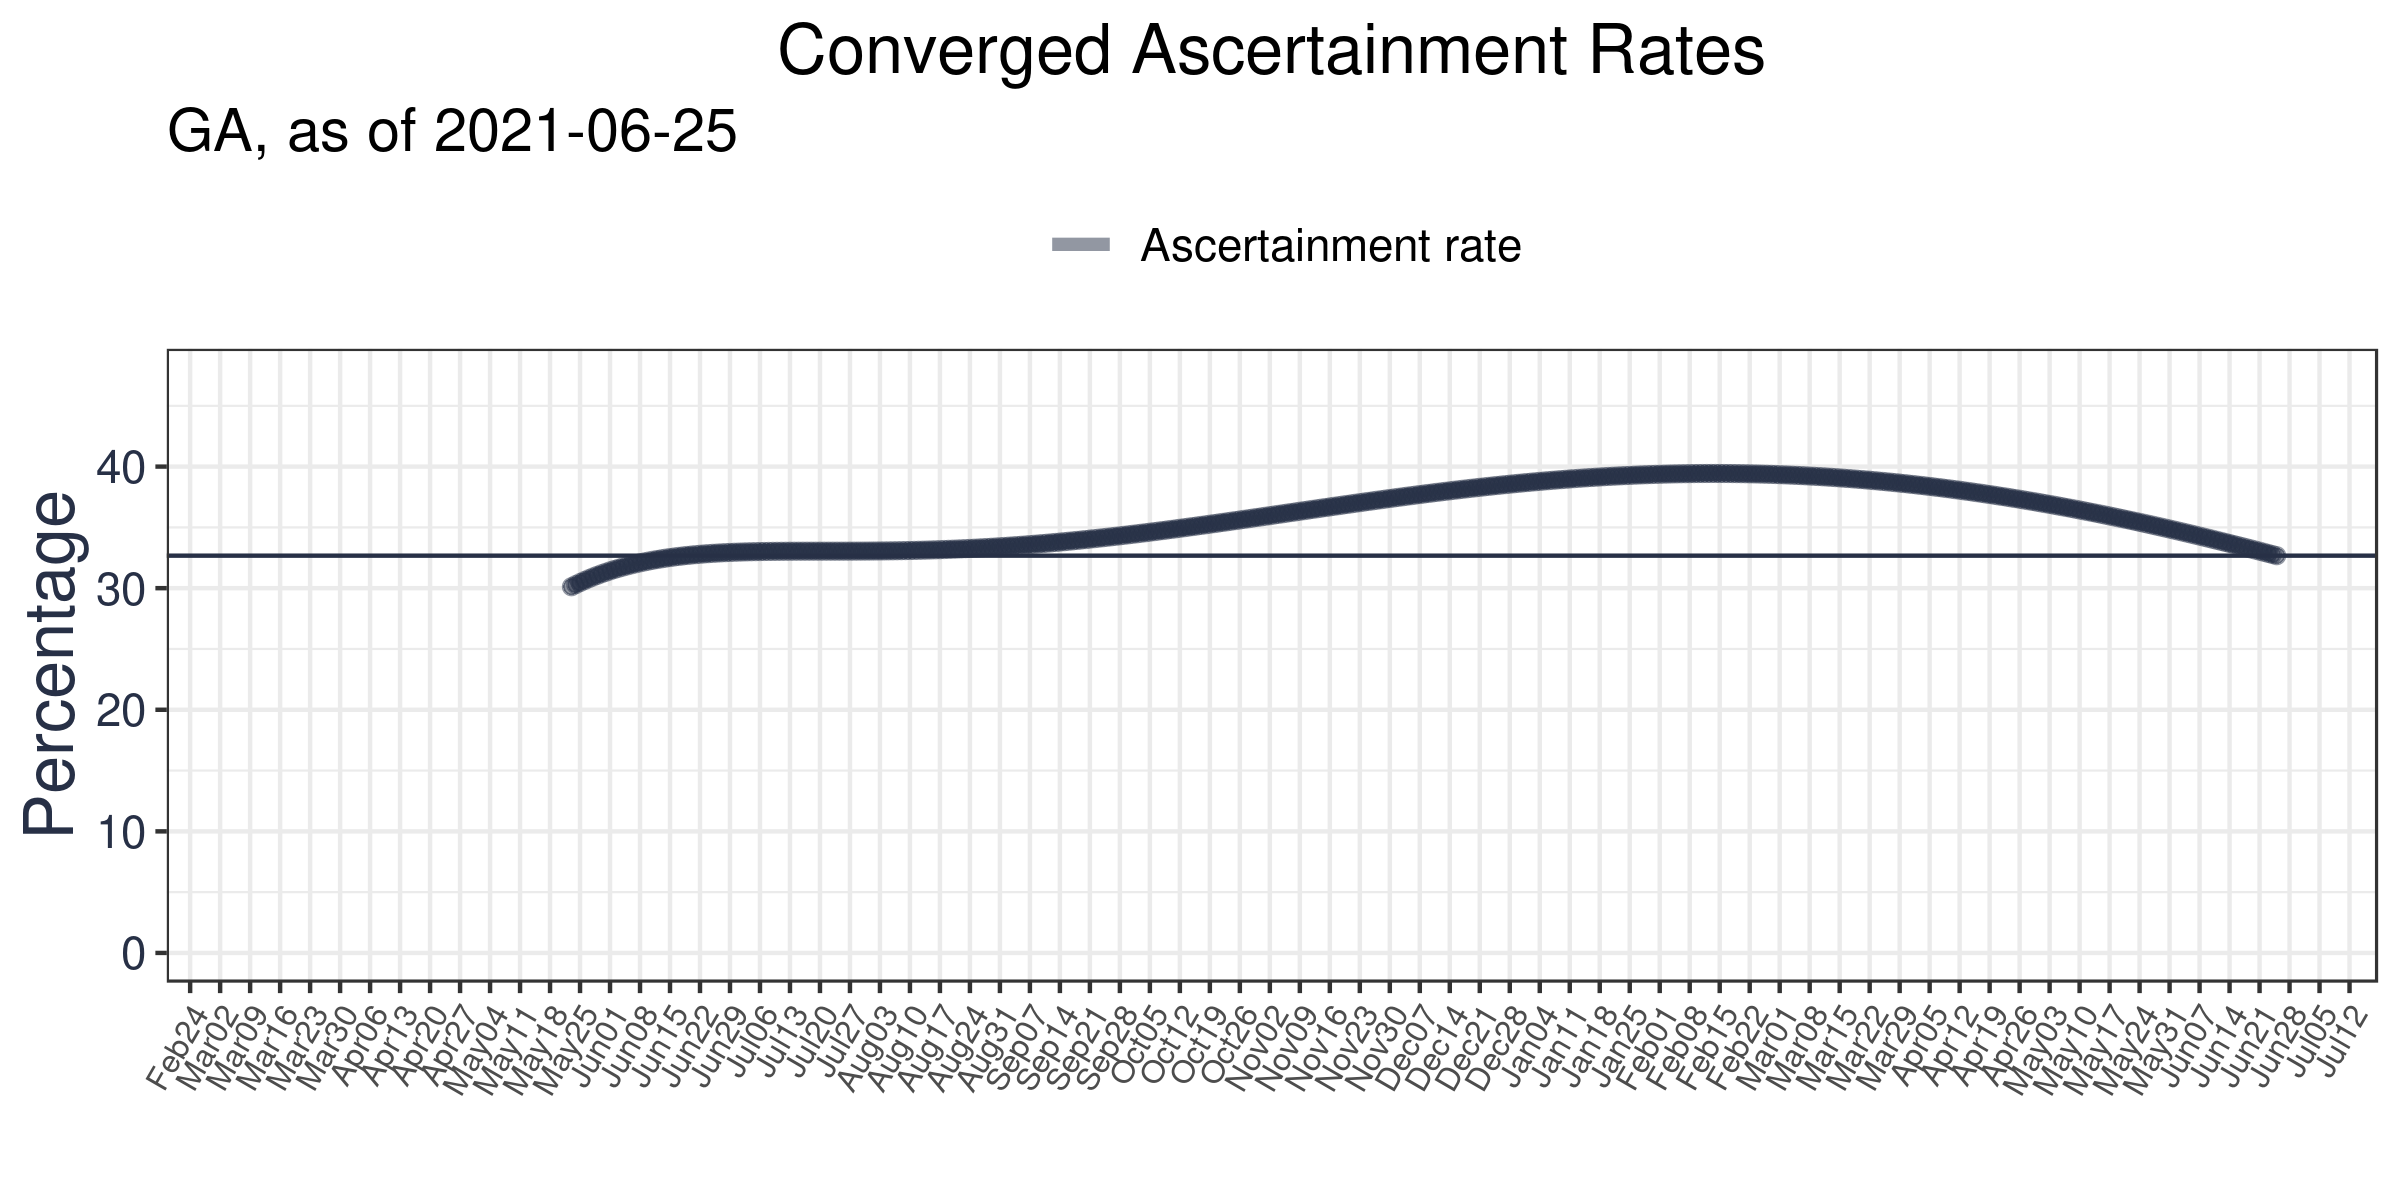 Converged Ascertainment Rates
GA, as of 2021-06-25
Ascertainment rate
Percentage
40
30
20
10
0
Feb24
Mar02
Mar09
Mar16
Mar23
Mar30
Apr06
Apr13
Apr20
Apr27
May04
May11
May18
May25
Jun01
Jun08
Jun15
Jun22
Jun29
Jul06
Jul13
Jul20
Jul27
Aug03
Aug10
Aug17
Aug24
Aug31
Sep07
Sep14
Sep21
Sep28
Oct05
Oct12
Oct19
Oct26
Nov02
Nov09
Nov16
Nov23
Nov30
Dec07
Dec14
Dec21
Dec28
Jan04
Jan11
Jan18
Jan25
Feb01
Feb08
Feb15
Feb22
Mar01
Mar08
Mar15
Mar22
Mar29
Apr05
Apr12
Apr19
Apr26
May03
May10
May17
May24
May31
Jun07
Jun14
Jun21
Jun28
Jul05
Jul12